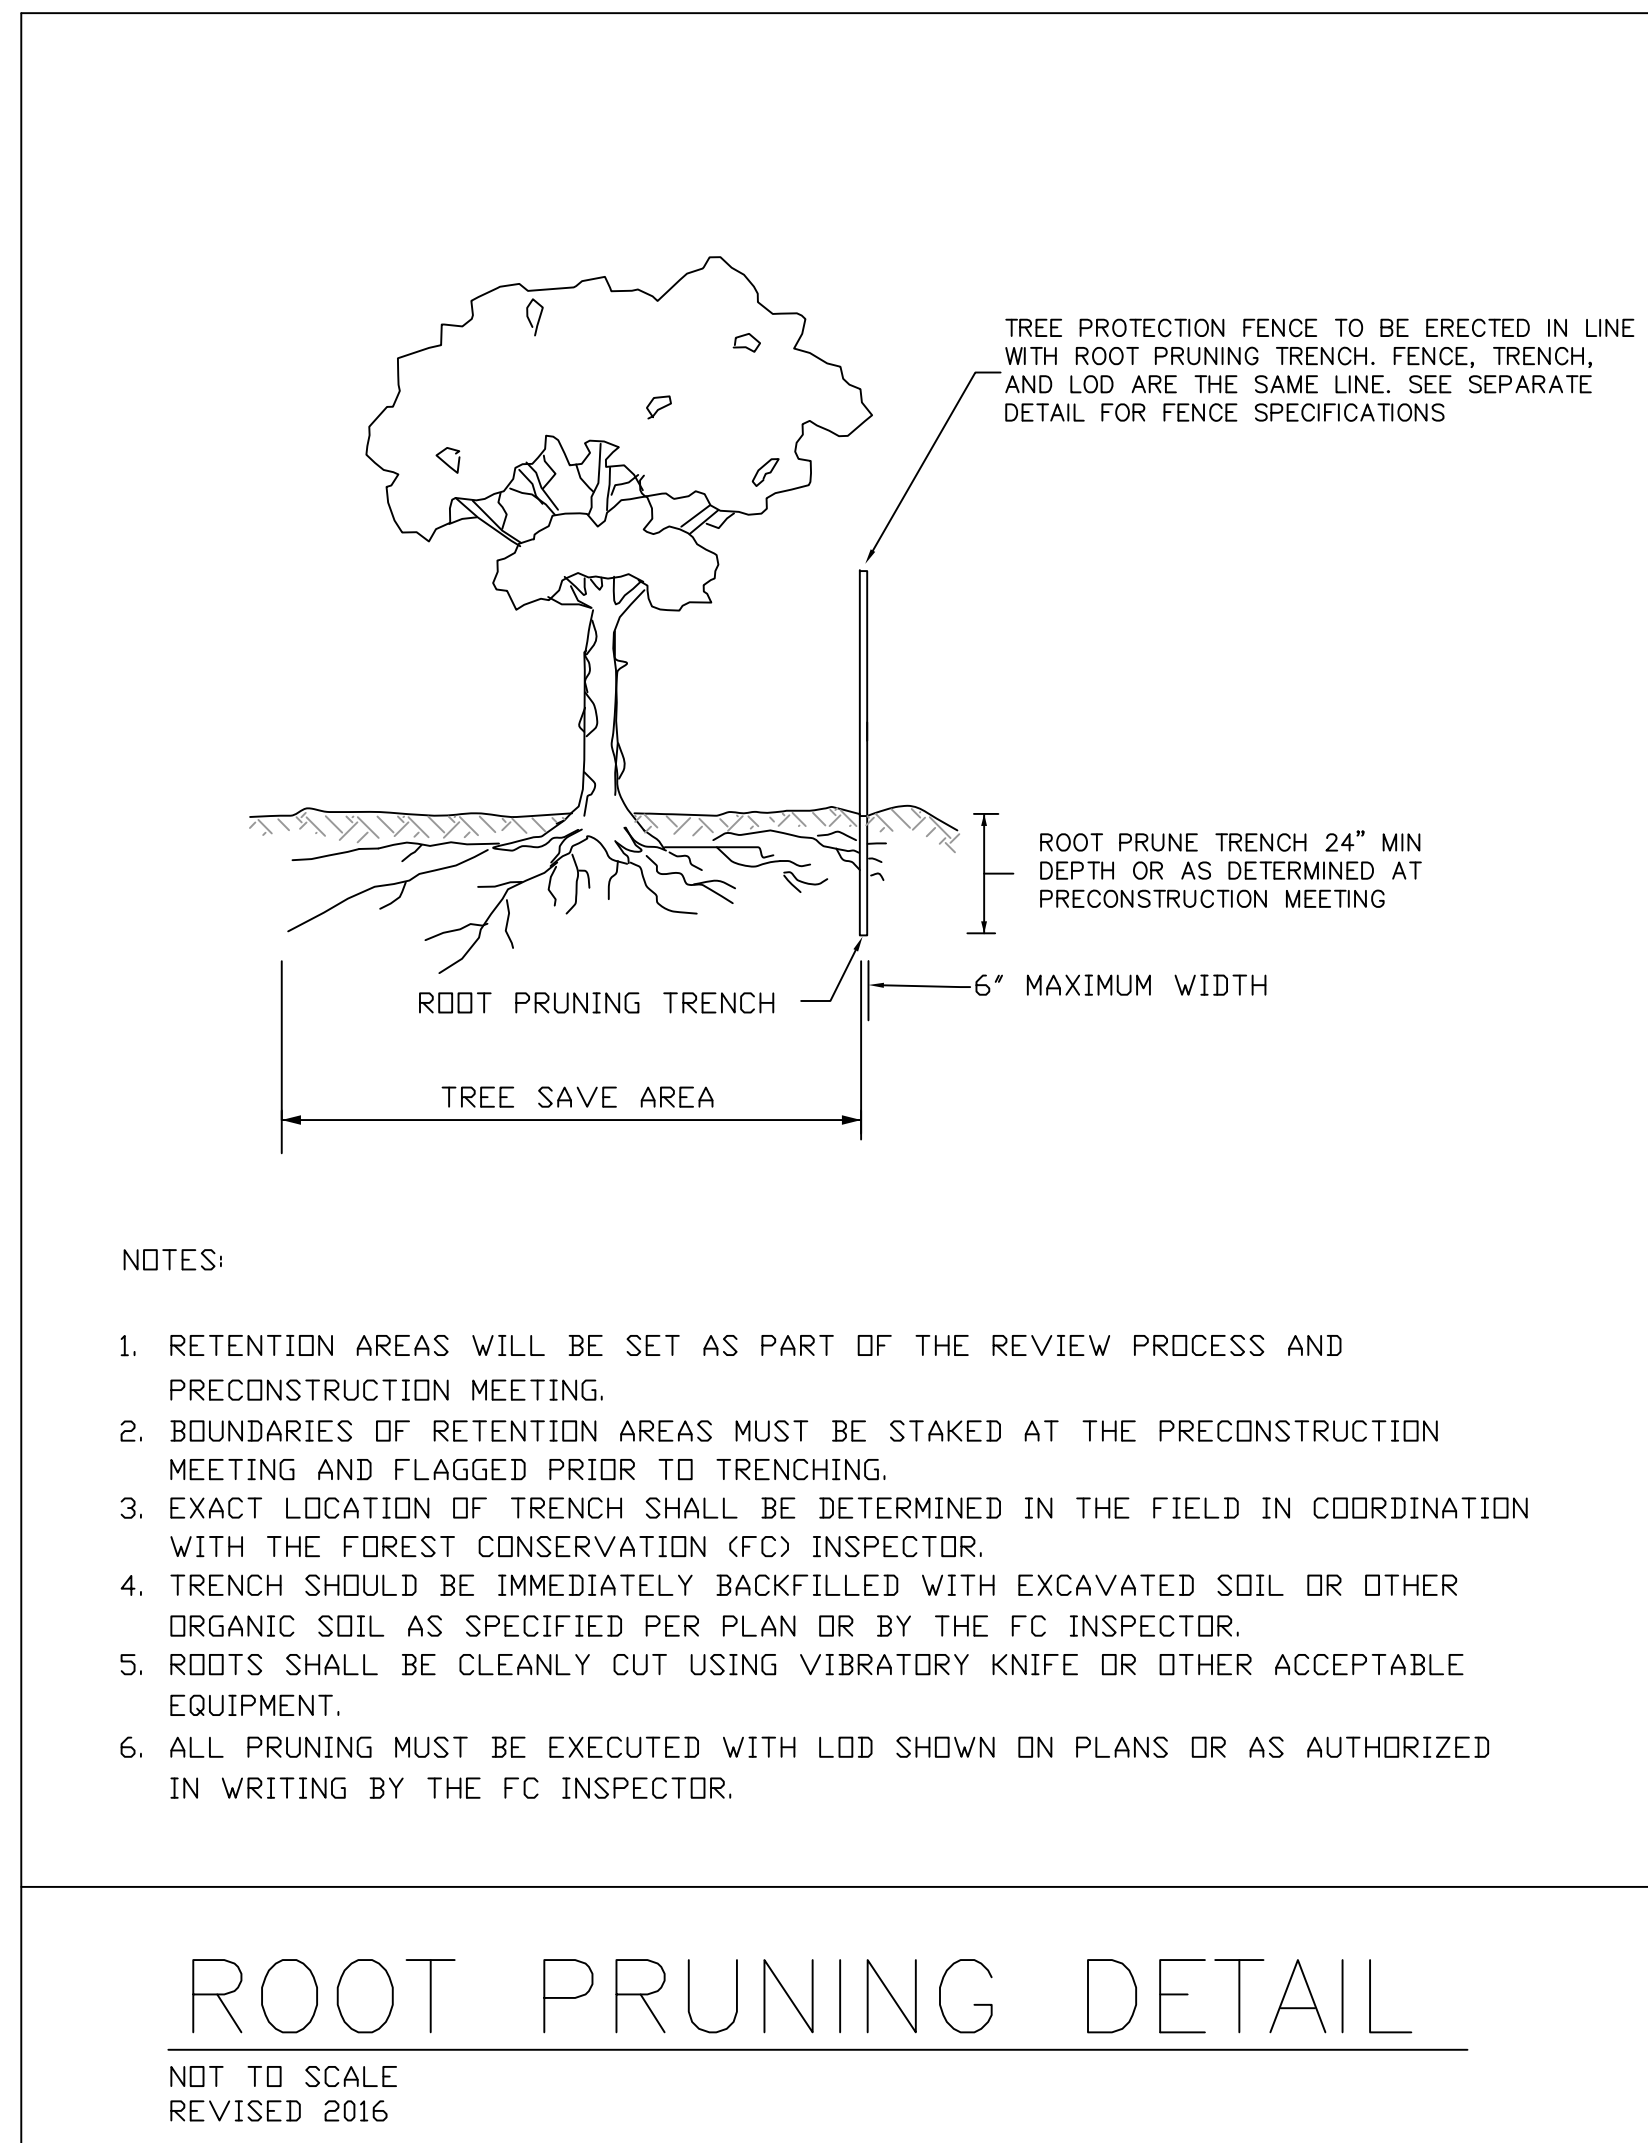 TREE PROTECTION FENCE TO BE ERECTED IN LINE
WITH ROOT PRUNING TRENCH. FENCE, TRENCH,
AND LOD ARE THE SAME LINE. SEE SEPARATE
DETAIL FOR FENCE SPECIFICATIONS
ROOT PRUNE TRENCH 24” MIN
DEPTH OR AS DETERMINED AT
PRECONSTRUCTION MEETING
6" MAXIMUM WIDTH
ROOT PRUNING TRENCH
TREE SAVE AREA
NOTES:
1. RETENTION AREAS WILL BE SET AS PART OF THE REVIEW PROCESS AND
PRECONSTRUCTION MEETING.
2. BOUNDARIES OF RETENTION AREAS MUST BE STAKED AT THE PRECONSTRUCTION
MEETING AND FLAGGED PRIOR TO TRENCHING.
3. EXACT LOCATION OF TRENCH SHALL BE DETERMINED IN THE FIELD IN COORDINATION
WITH THE FOREST CONSERVATION (FC) INSPECTOR.
4. TRENCH SHOULD BE IMMEDIATELY BACKFILLED WITH EXCAVATED SOIL OR OTHER
ORGANIC SOIL AS SPECIFIED PER PLAN OR BY THE FC INSPECTOR.
5. ROOTS SHALL BE CLEANLY CUT USING VIBRATORY KNIFE OR OTHER ACCEPTABLE
EQUIPMENT.
6. ALL PRUNING MUST BE EXECUTED WITH LOD SHOWN ON PLANS OR AS AUTHORIZED
IN WRITING BY THE FC INSPECTOR.
ROOT PRUNING DETAIL
NOT TO SCALE
REVISED 2016